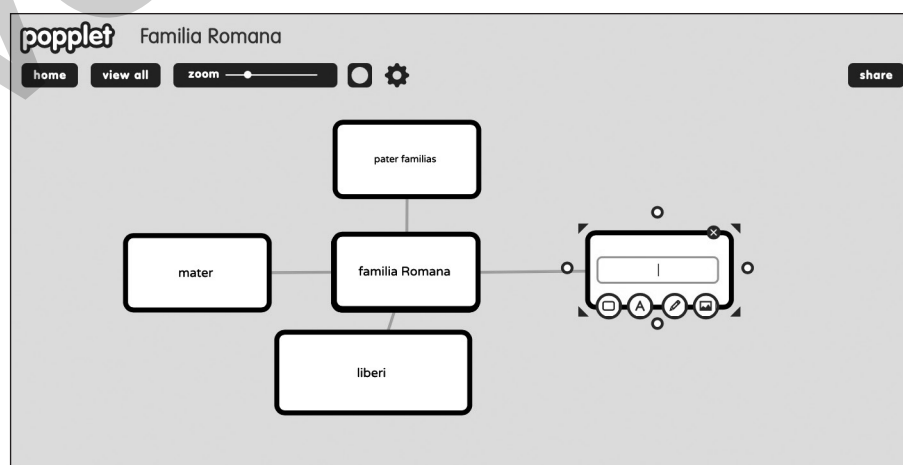 popplet Familia Romana
home view all zoom share
pater familias
mater familia Romana
A
liberi